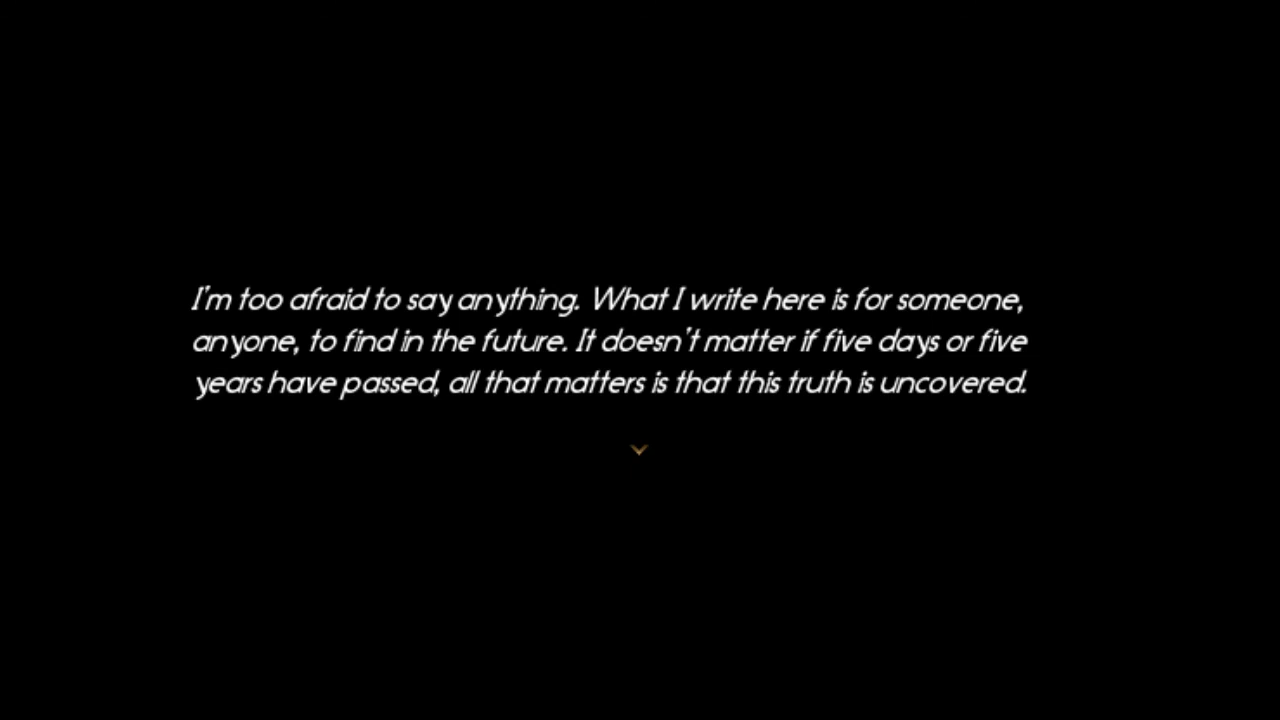 I'm too afraid to say anything. What I write here is for someone,
anyone, to find in the future. It doesn't matter if five days or five
years have passed, all that matters is that this truth is uncovered.